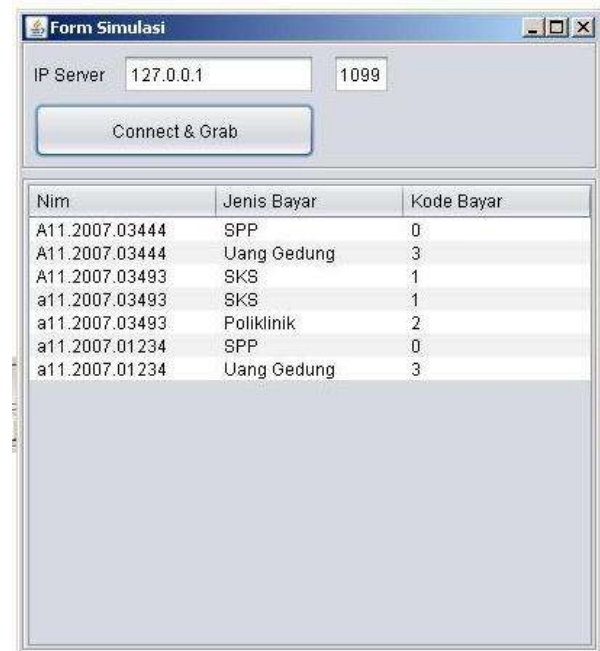 Form Simulasi
IP Server 127.0.0.1 1099
Connect & Grab
Nim Jenis Bayar Kode Bayar
A11.2007.03444 SPP 0
A11.2007.03444 Uang Gedung 3
A11.2007.03493 SKS 1
a11.2007.03493 SKS 1
a11.2007.03493 Poliklinik 2
a11.2007.01234 SPP 0
a11.2007.01234 Uang Gedung 3